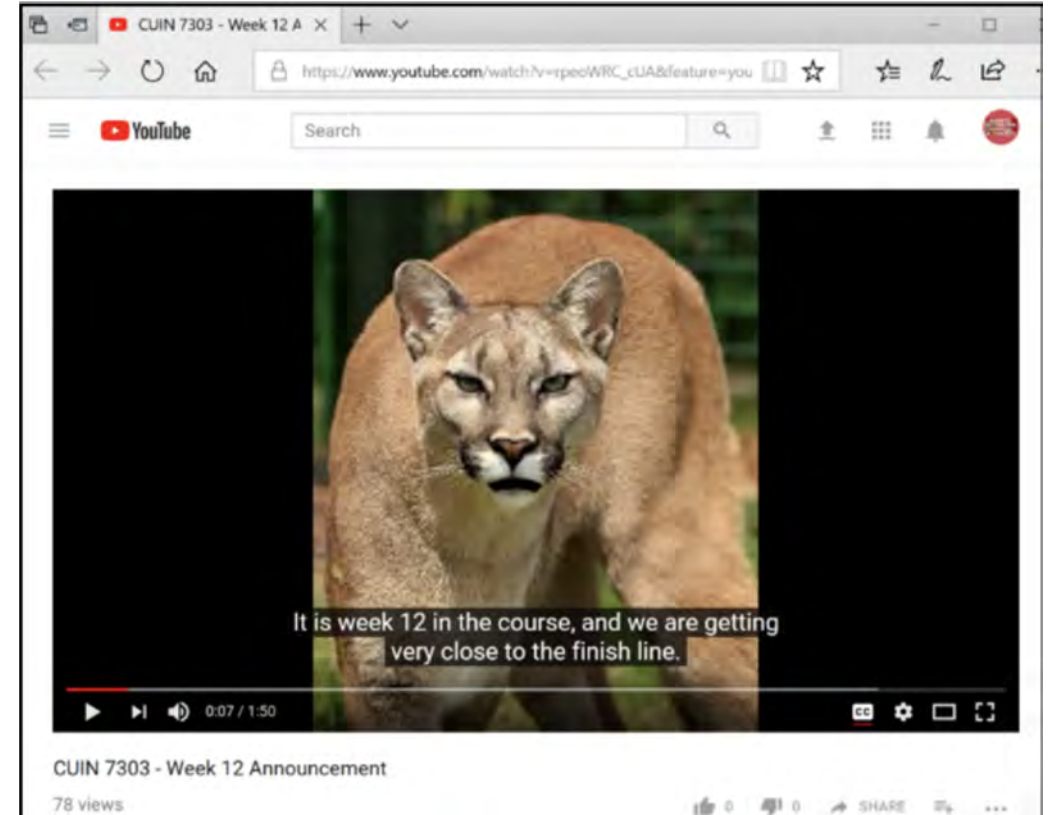 CUIN 7303 - Week 12 A
https://www.youtube.com/watch?v=rpeoWRC_cUA&feature=you
YouTube
Search
It is week 12 in the course, and we are getting
very close to the finish line.
0:07 / 1:50
CC
CUIN 7303 - Week 12 Announcement
78 views
0
0
SHARE